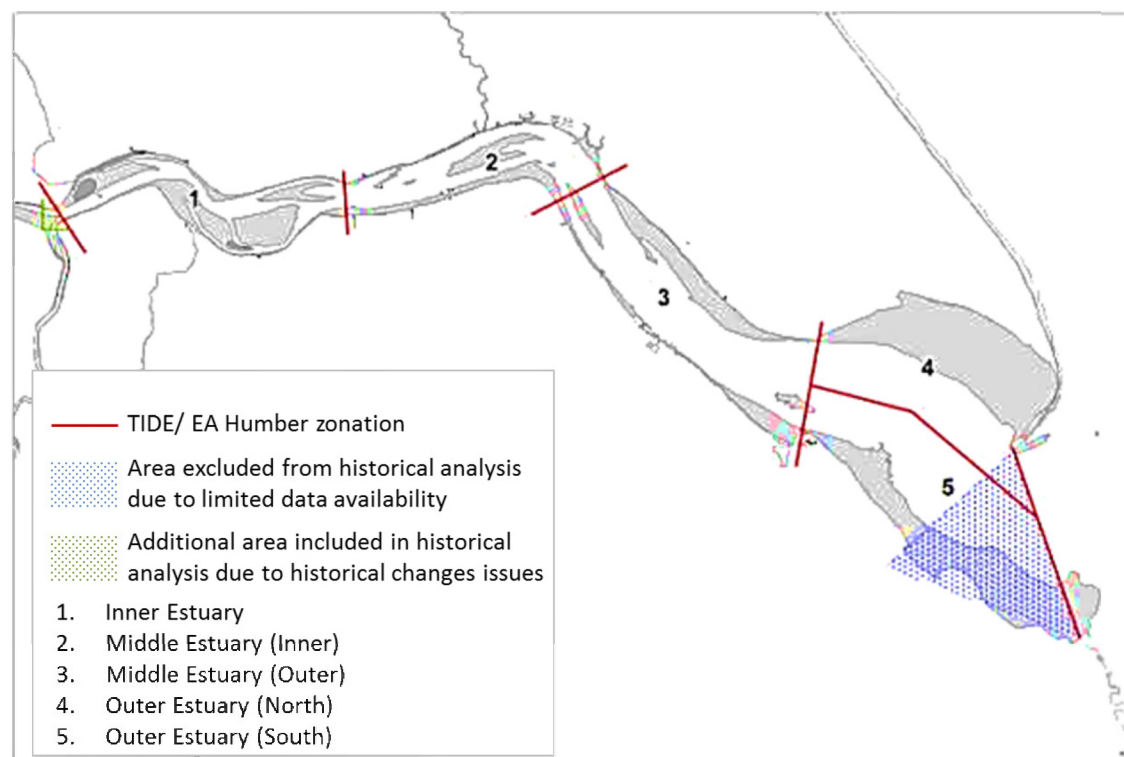 1
2
3
4
5
TIDE/ EA Humber zonation
Area excluded from historical analysis
due to limited data availability
Additional area included in historical
analysis due to historical changes issues
1. Inner Estuary
2. Middle Estuary (Inner)
3. Middle Estuary (Outer)
4. Outer Estuary (North)
5. Outer Estuary (South)